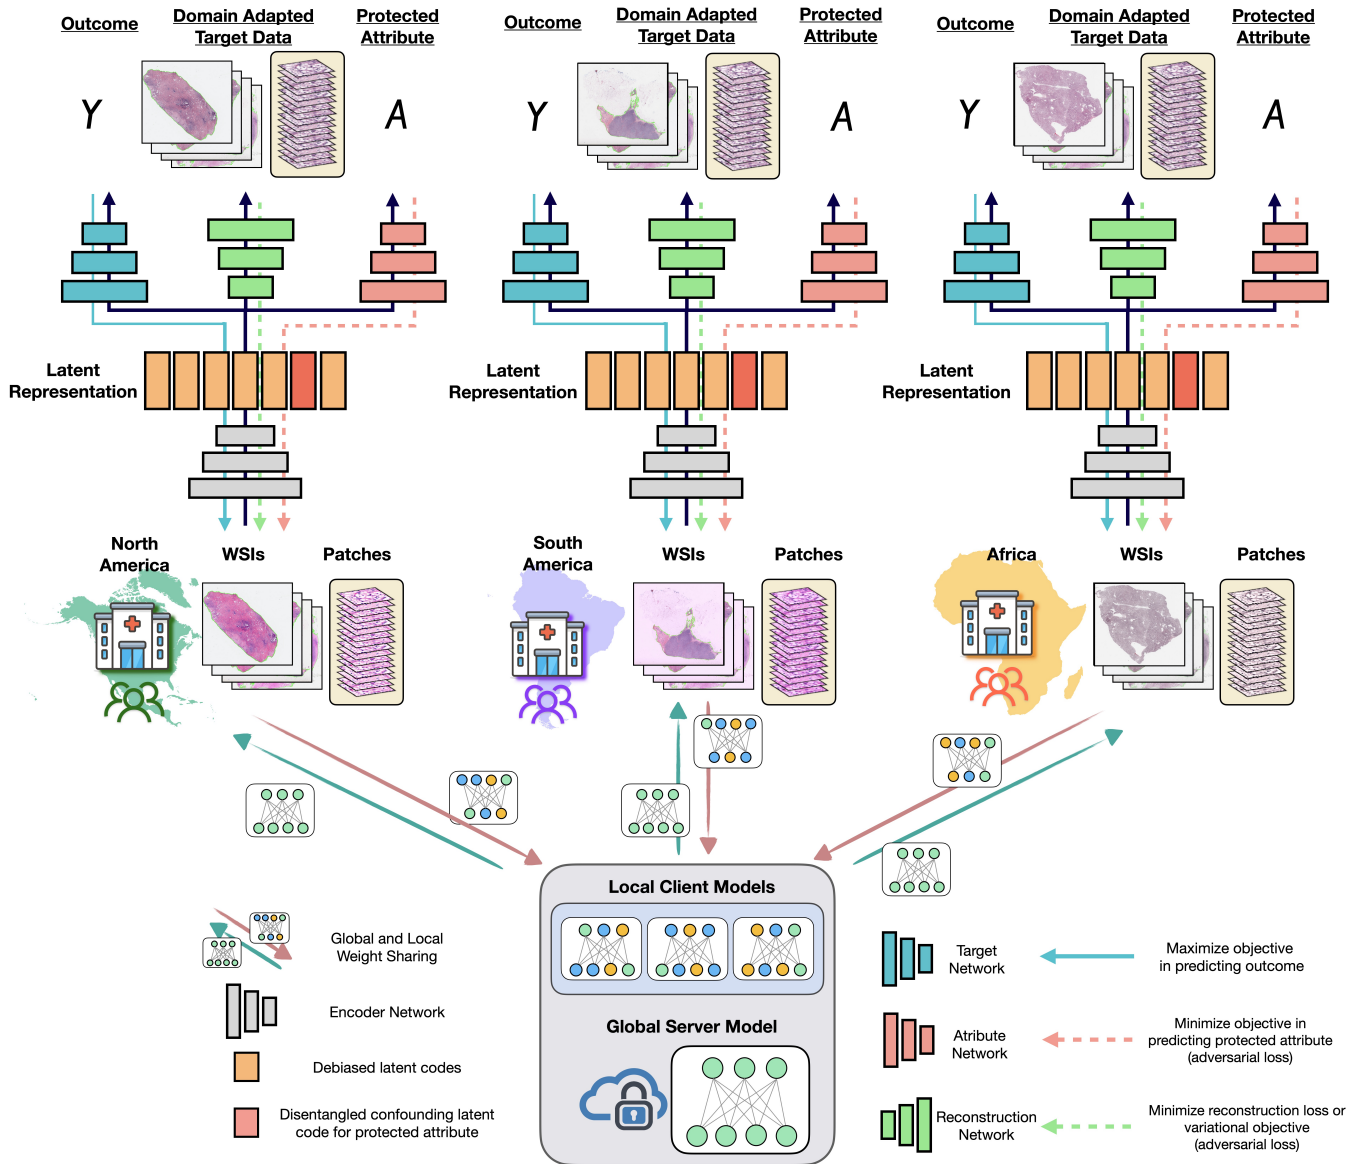 Outcome
Domain Adapted
Target Data
Protected
Attribute
Outcome
Domain Adapted
Target Data
Protected
Attribute
Outcome
Domain Adapted
Target Data
Protected
Attribute
Y
A
Y
A
Y
A
Latent
Representation
Latent
Representation
Latent
Representation
North
America
WSIs
Patches
South
America
WSIs
Patches
Africa
WSIs
Patches
Local Client Models
Global Server Model
Global and Local
Weight Sharing
Encoder Network
Debiased latent codes
Disentangled confounding latent
code for protected attribute
Target
Network
Maximize objective
in predicting outcome
Atribute
Network
Minimize objective in
predicting protected attribute
(adversarial loss)
Reconstruction
Network
Minimize reconstruction loss or
variational objective
(adversarial loss)